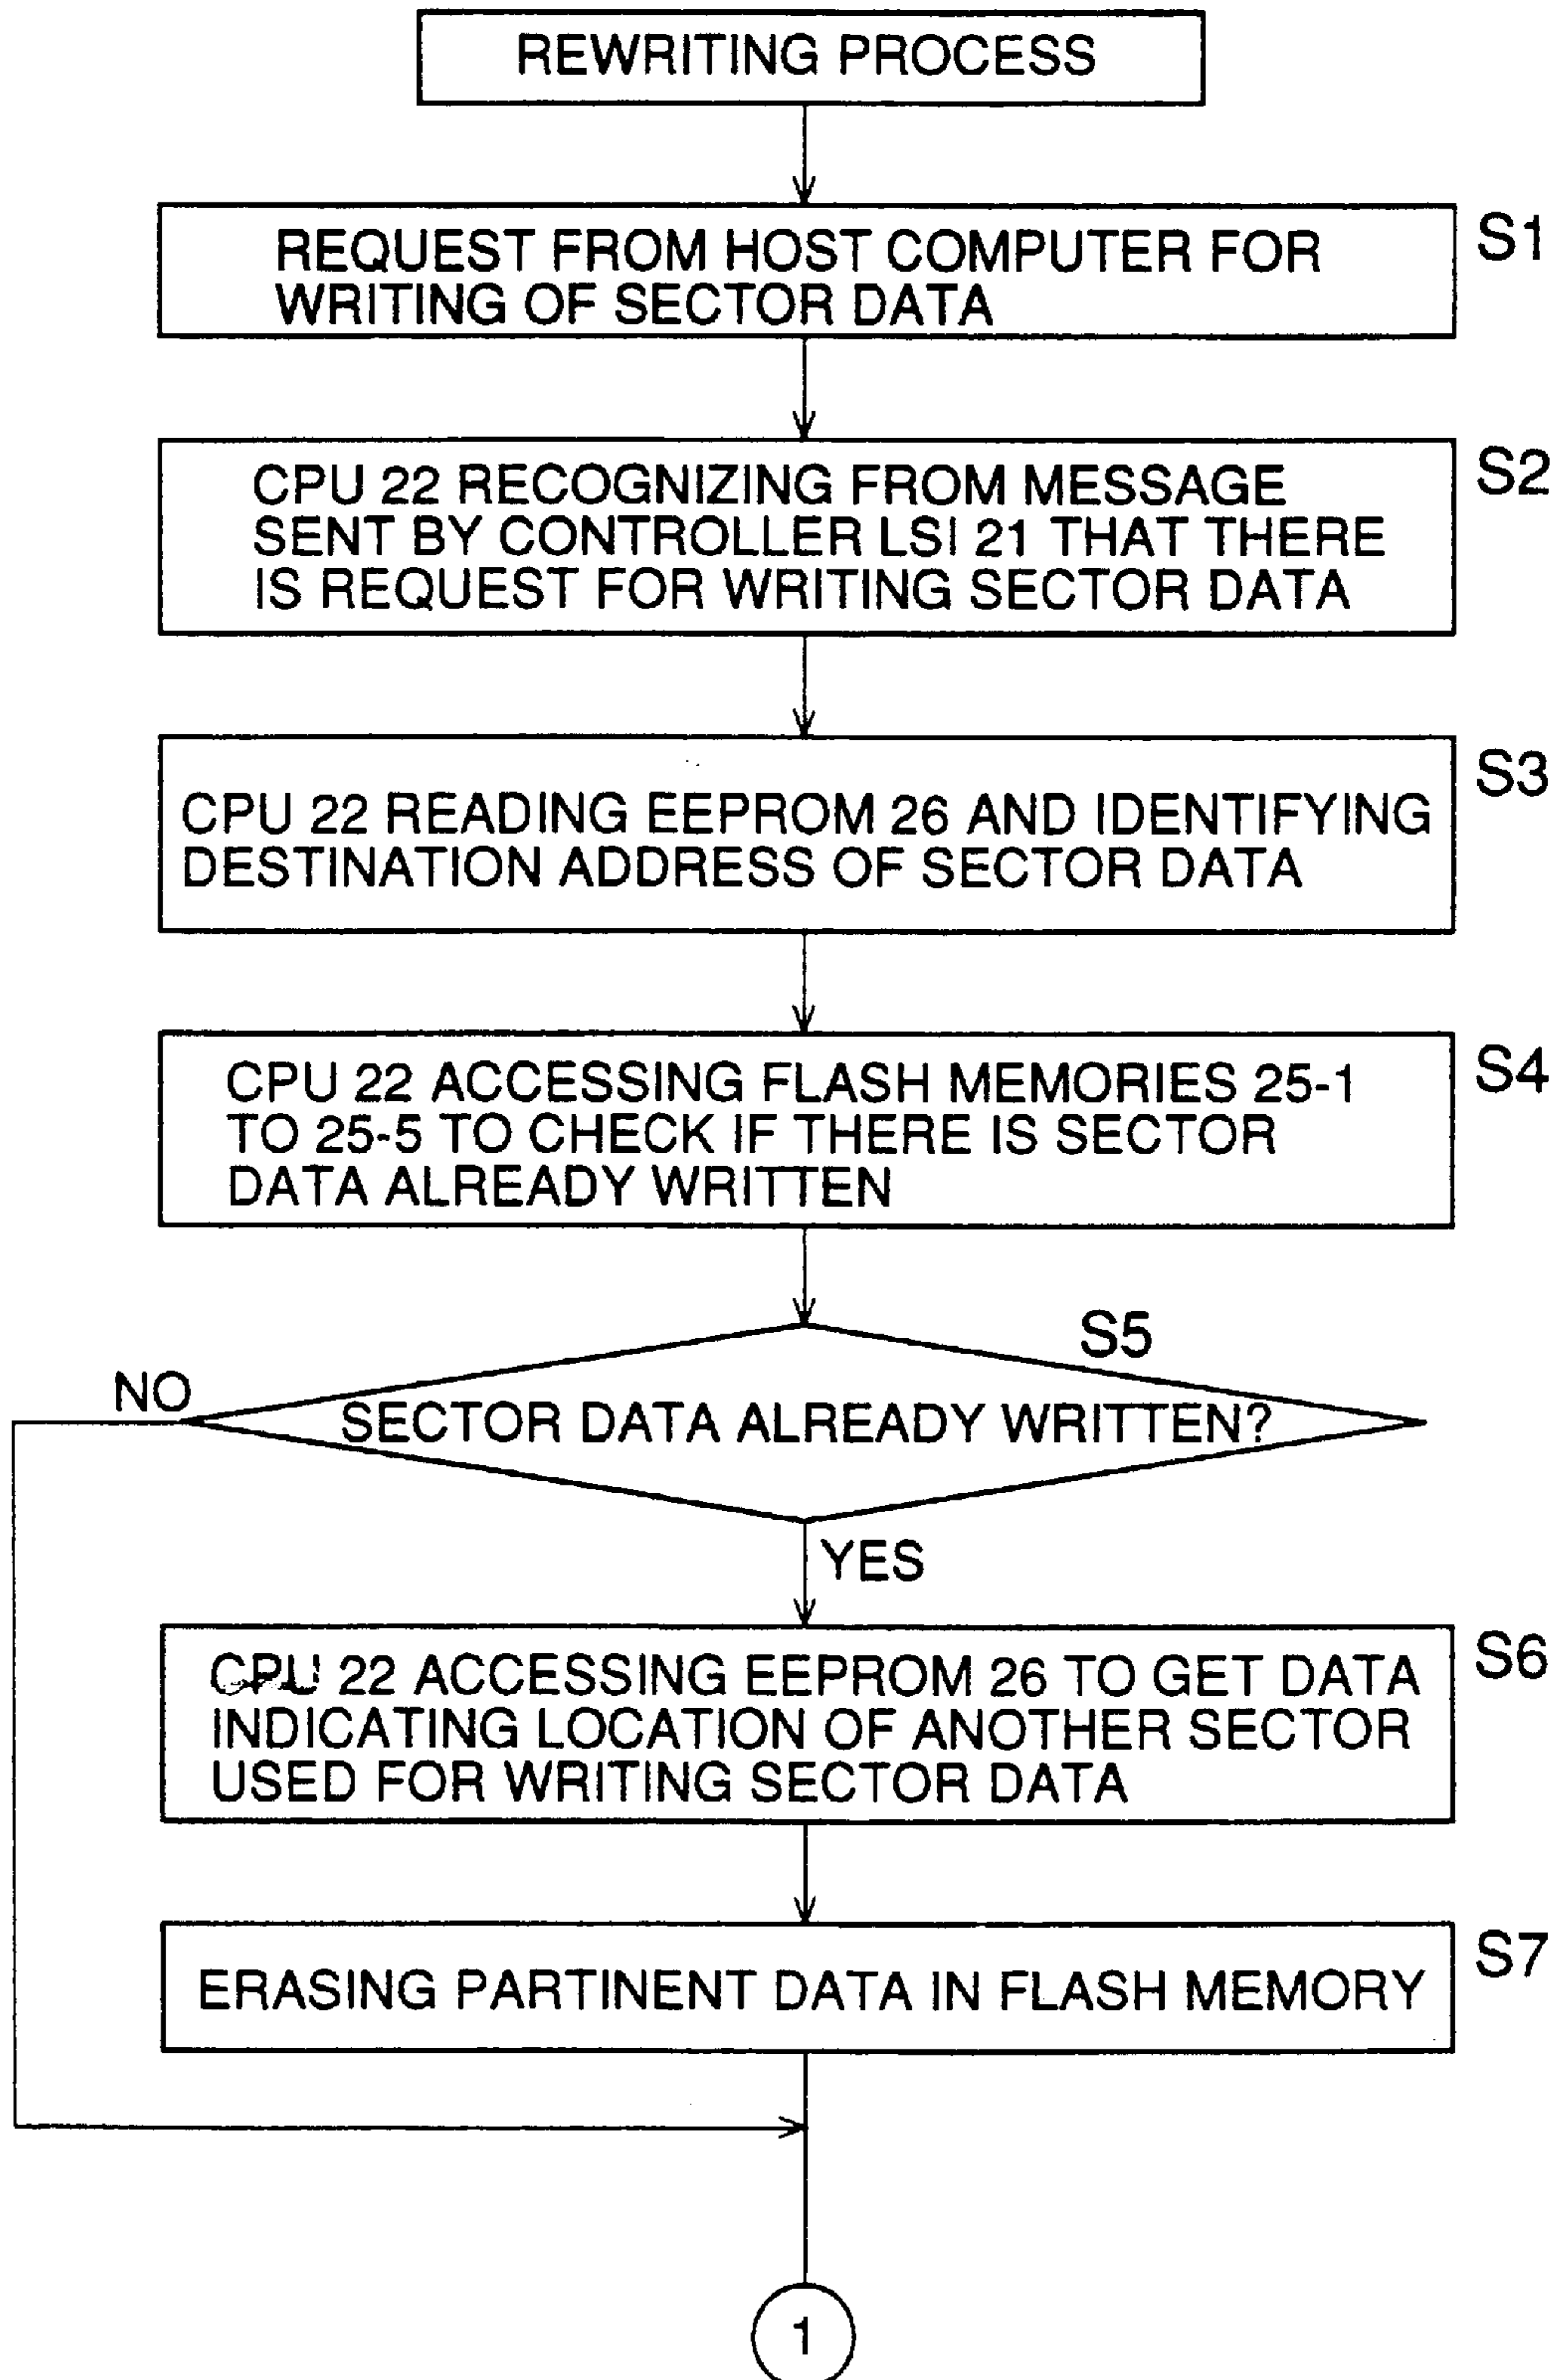 REWRITING PROCESS
S1
REQUEST FROM HOST COMPUTER FOR
WRITING OF SECTOR DATA
S2
CPU 22 RECOGNIZING FROM MESSAGE
SENT BY CONTROLLER LSI 21 THAT THERE
IS REQUEST FOR WRITING SECTOR DATA
S3
CPU 22 READING EEPROM 26 AND IDENTIFYING
DESTINATION ADDRESS OF SECTOR DATA
S4
CPU 22 ACCESSING FLASH MEMORIES 25-1
TO 25-5 TO CHECK IF THERE IS SECTOR
DATA ALREADY WRITTEN
S5
NO
SECTOR DATA ALREADY WRITTEN?
YES
S6
CPU 22 ACCESSING EEPROM 26 TO GET DATA
INDICATING LOCATION OF ANOTHER SECTOR
USED FOR WRITING SECTOR DATA
S7
ERASING PARTINENT DATA IN FLASH MEMORY
1